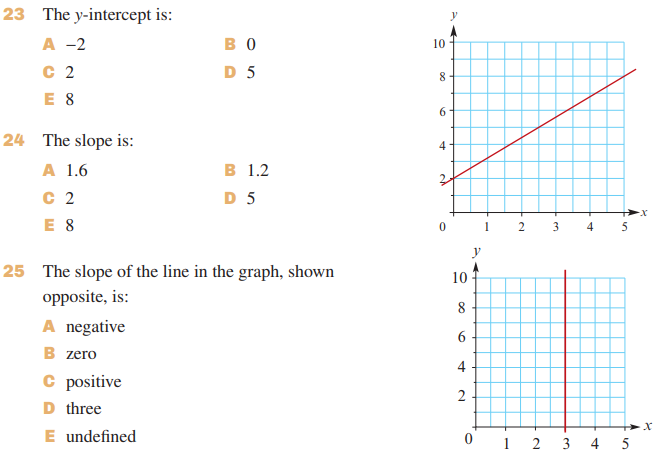 23 The y-intercept is:
A −2 B 0
C 2 D 5
E 8
24 The slope is:
A 1.6 B 1.2
C 2 D 5
E 8
25 The slope of the line in the graph, shown
opposite, is:
A negative
B zero
C positive
D three
E undefined
y
10
8
6
4
2
0 1 2 3 4 5 x
y
10
8
6
4
2
0 1 2 3 4 5 x